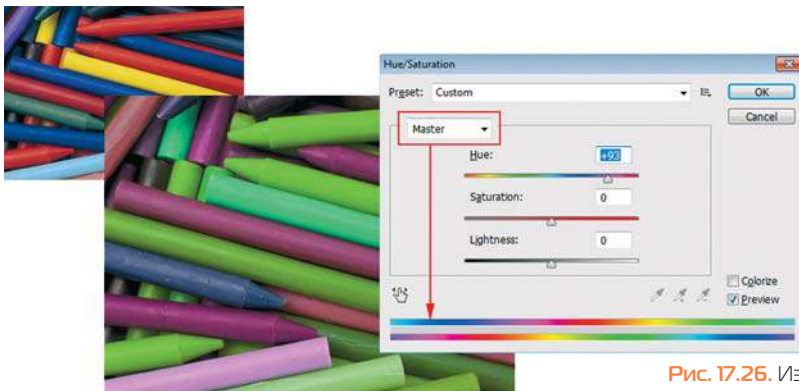 Hue/Saturation
Preset: Custom
OK
Cancel
Master
Hue: +93
Saturation: 0
Lightness: 0
Colorize
Preview
Рис. 17.26.